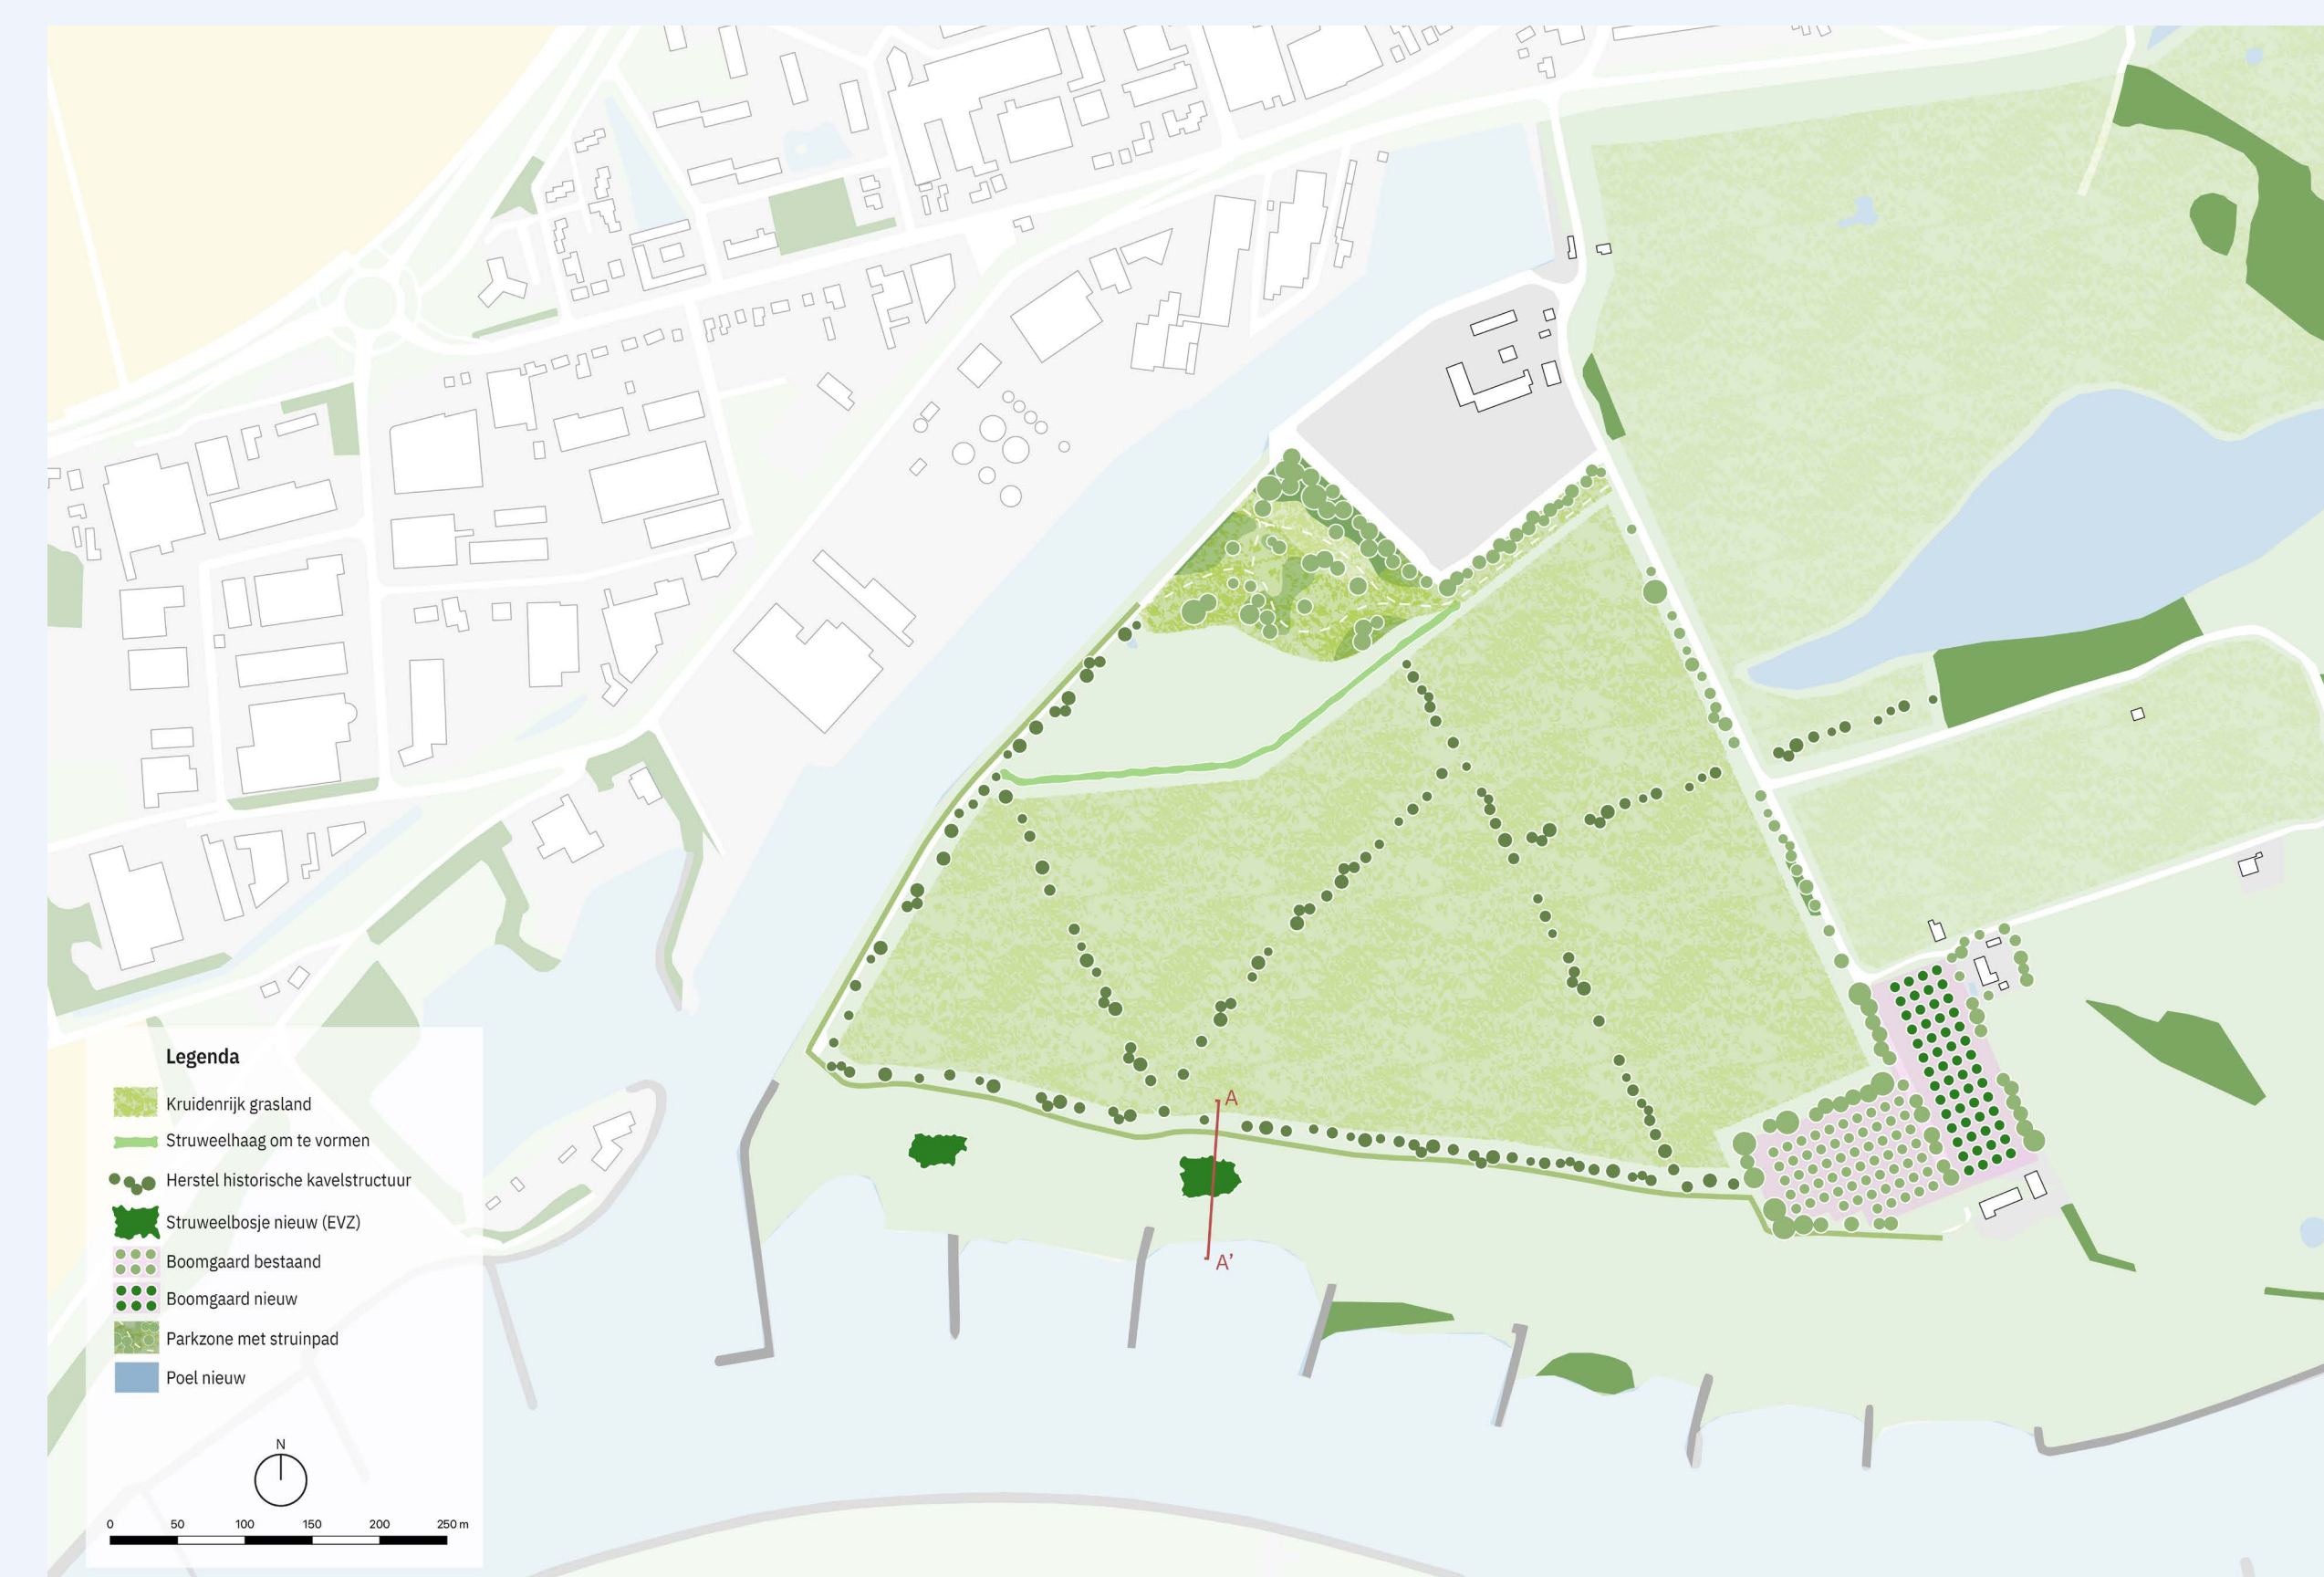 A
A'
Legenda
Kruidenrijk grasland
Struweelhaag om te vormen
Herstel historische kavelstructuur
Struweelbosje nieuw (EVZ)
Boomgaard bestaand
Boomgaard nieuw
Parkzone met struinpad
Poel nieuw
N
0 50 100 150 200 250 m